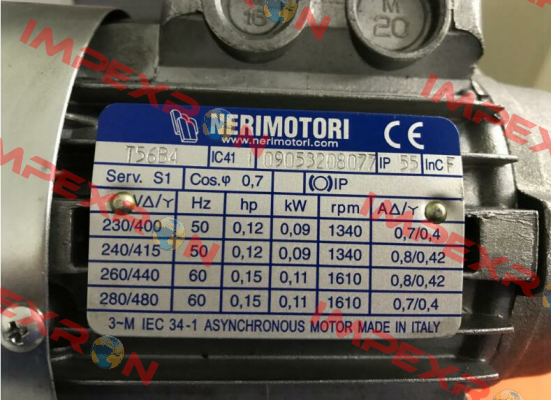 16
M
20
NERIMOTORI
www.nerimotori.com
CE
T56B4 IC41 090532D8077 IP 55 InC F
Serv. S1 Cos.φ 0,7 IP
V∆/Y Hz hp kW rpm A∆/Y
230/400 50 0,12 0,09 1340 0,7/0,4
240/415 50 0,12 0,09 1340 0,8/0,42
260/440 60 0,15 0,11 1610 0,8/0,42
280/480 60 0,15 0,11 1610 0,7/0,4
3~M IEC 34-1 ASYNCHRONOUS MOTOR MADE IN ITALY
IMPEXRON
IMPEXRON
IMPEXRON
IMPEXRON